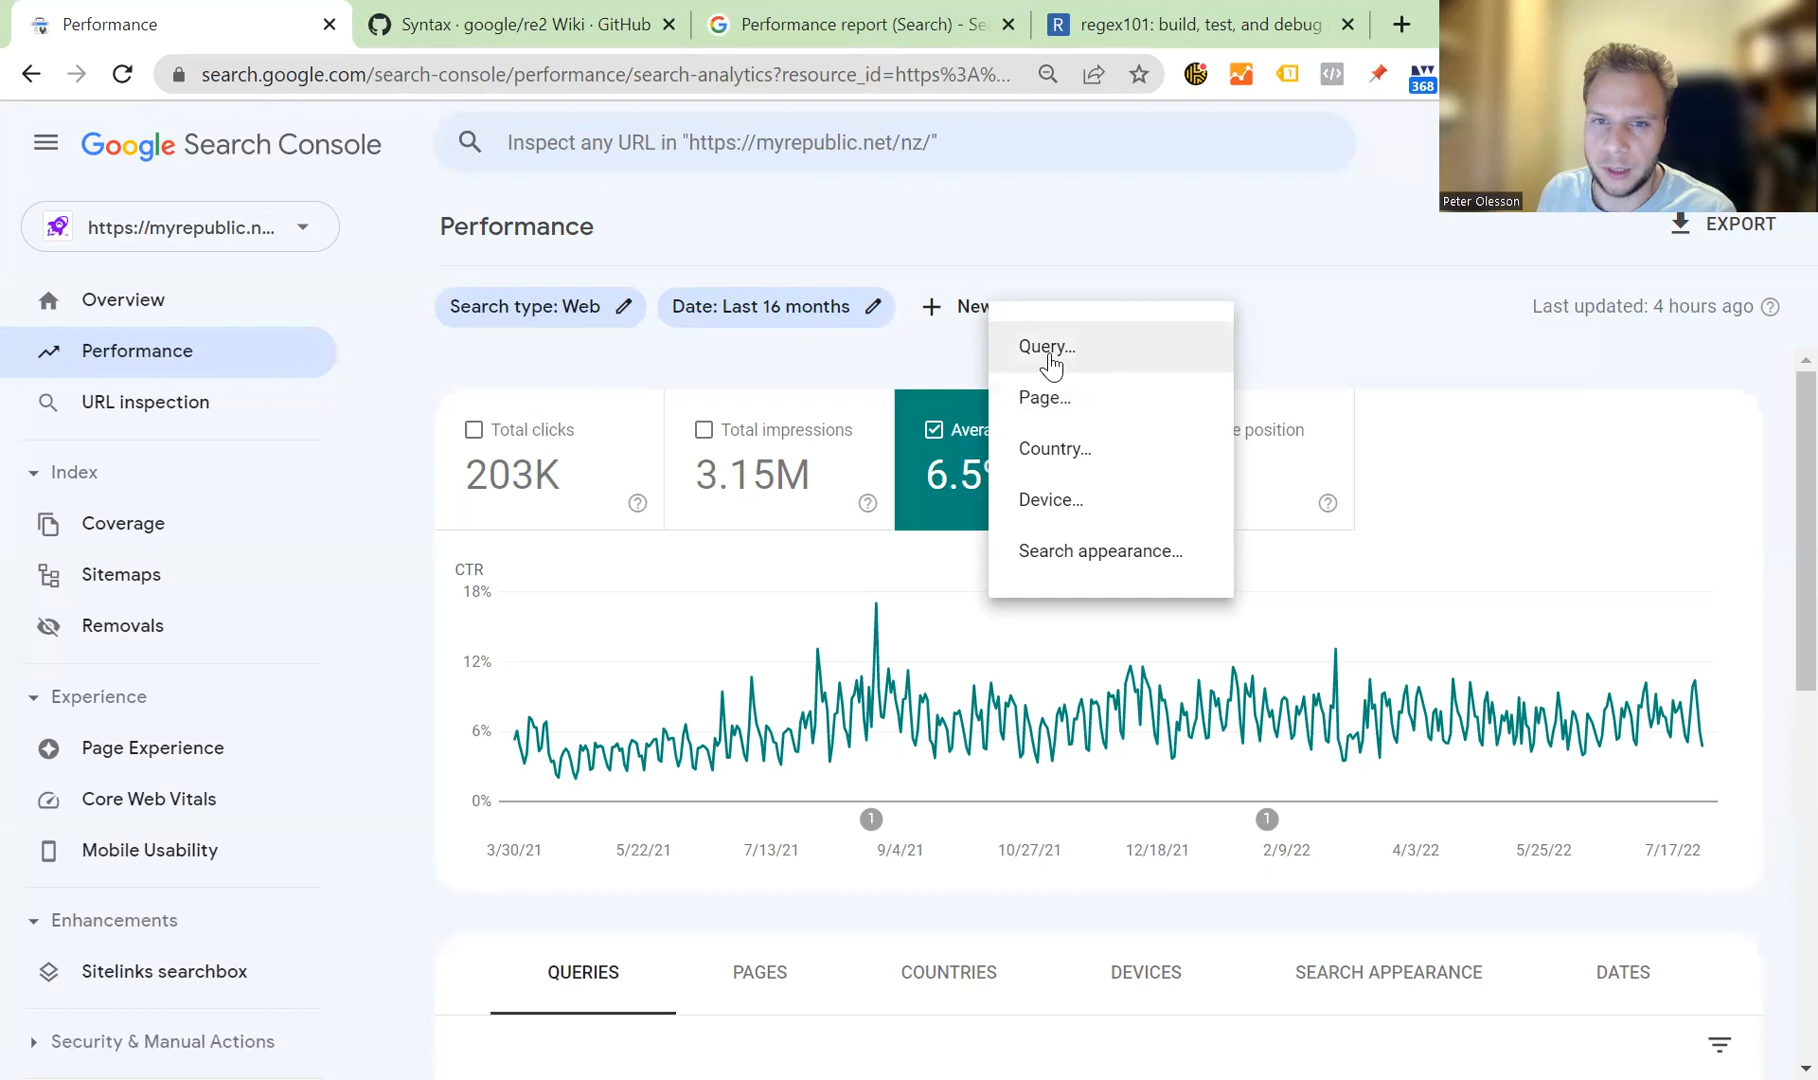 Performance
Syntax · google/re2 Wiki · GitHub
Performance report (Search) - Se
regex101: build, test, and debug
search.google.com/search-console/performance/search-analytics?resource_id=https%3A%...
1
368
Peter Olesson
Google Search Console
Inspect any URL in "https://myrepublic.net/nz/"
https://myrepublic.n...
Performance
EXPORT
Search type: Web
Date: Last 16 months
New
Last updated: 4 hours ago
Overview
Performance
URL inspection
Index
Coverage
Sitemaps
Removals
Experience
Page Experience
Core Web Vitals
Mobile Usability
Enhancements
Sitelinks searchbox
Security & Manual Actions
Query...
Page...
Country...
Device...
Search appearance...
Total clicks
203K
Total impressions
3.15M
Avera
6.5%
e position
CTR
18%
12%
6%
0%
1
1
3/30/21
5/22/21
7/13/21
9/4/21
10/27/21
12/18/21
2/9/22
4/3/22
5/25/22
7/17/22
QUERIES
PAGES
COUNTRIES
DEVICES
SEARCH APPEARANCE
DATES